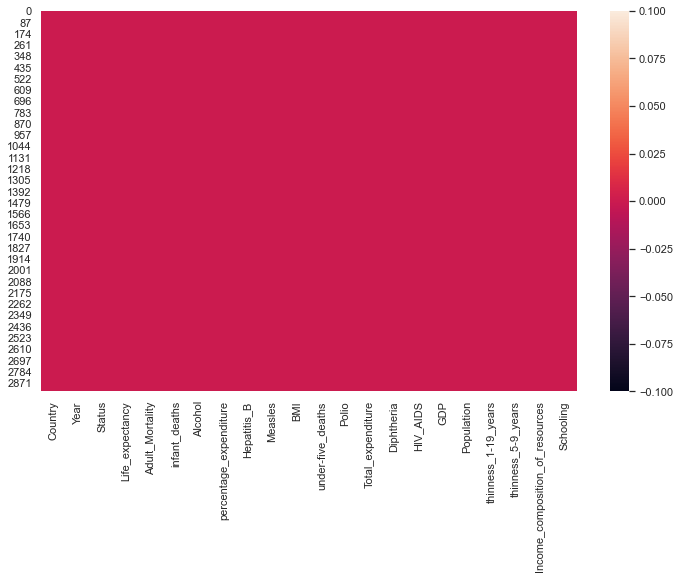 0
87
174
261
348
435
522
609
696
783
870
957
1044
1131
1218
1305
1392
1479
1566
1653
1740
1827
1914
2001
2088
2175
2262
2349
2436
2523
2610
2697
2784
2871
Country
Year
Status
Life_expectancy
Adult_Mortality
infant_deaths
Alcohol
percentage_expenditure
Hepatitis_B
Measles
BMI
under-five_deaths
Polio
Total_expenditure
Diphtheria
HIV_AIDS
GDP
Population
thinness_1-19_years
thinness_5-9_years
Income_composition_of_resources
Schooling
0.100
0.075
0.050
0.025
0.000
−0.025
−0.050
−0.075
−0.100